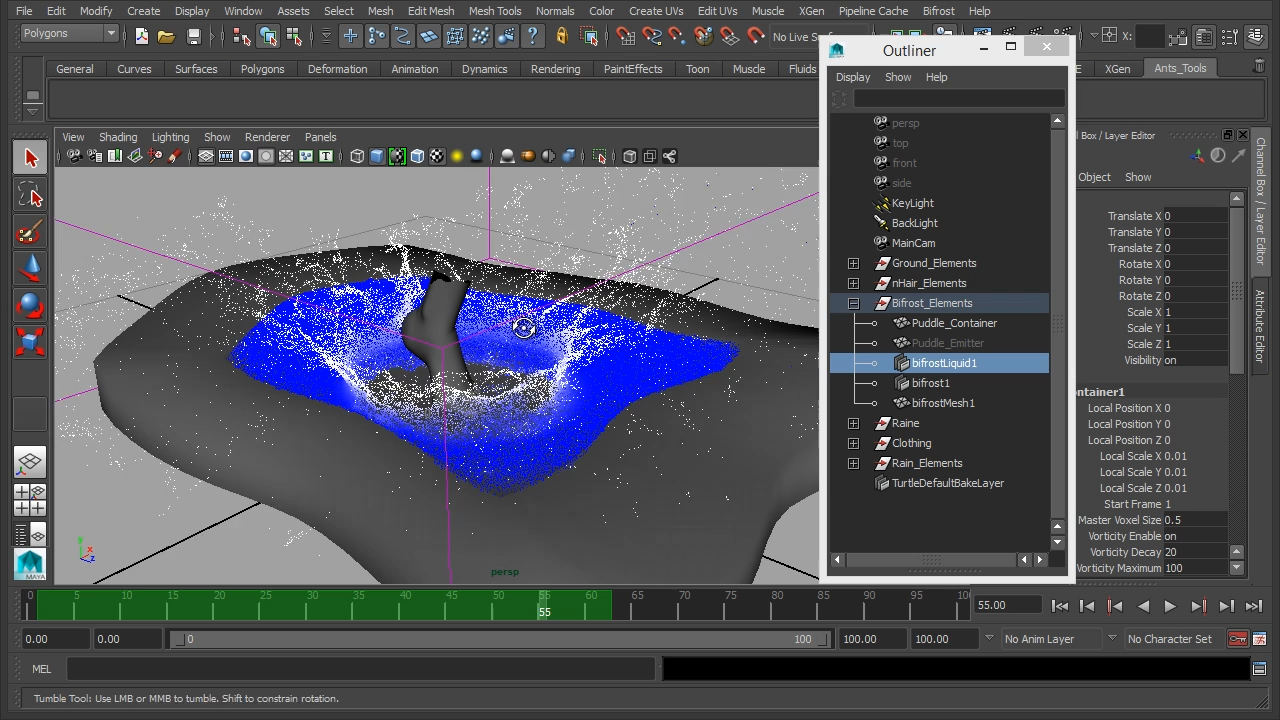 File Edit Modify Create Display Window Assets Select Mesh Edit Mesh Mesh Tools Normals Color Create UVs Edit UVs Muscle XGen Pipeline Cache Bifrost Help
Polygons
No Live
X:
General Curves Surfaces Polygons Deformation Animation Dynamics Rendering PaintEffects Toon Muscle Fluids
XGen Ants_Tools
View Shading Lighting Show Renderer Panels
Outliner
Display Show Help
persp
top
front
side
KeyLight
BackLight
MainCam
Ground_Elements
nHair_Elements
Bifrost_Elements
Puddle_Container
Puddle_Emitter
bifrostLiquid1
bifrost1
bifrostMesh1
Raine
Clothing
Rain_Elements
TurtleDefaultBakeLayer
Box / Layer Editor
Object Show
Translate X 0
Translate Y 0
Translate Z 0
Rotate X 0
Rotate Y 0
Rotate Z 0
Scale X 1
Scale Y 1
Scale Z 1
Visibility on
ntainer1
Local Position X 0
Local Position Y 0
Local Position Z 0
Local Scale X 0.01
Local Scale Y 0.01
Local Scale Z 0.01
Start Frame 1
Master Voxel Size 0.5
Vorticity Enable on
Vorticity Decay 20
Vorticity Maximum 100
Channel Box / Layer Editor
Attribute Editor
y
x
z
persp
MAYA
0 5 10 15 20 25 30 35 40 45 50 55 60 65 70 75 80 85 90 95 100
55
55.00
0.00 0.00 0 100 100.00 100.00 No Anim Layer No Character Set
MEL
Tumble Tool: Use LMB or MMB to tumble. Shift to constrain rotation.